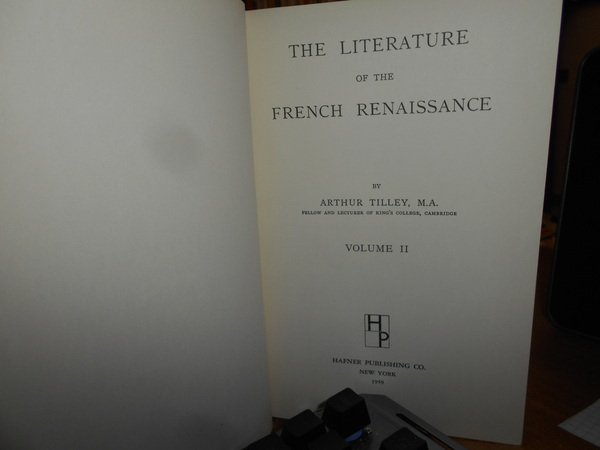 THE LITERATURE
OF THE
FRENCH RENAISSANCE
BY
ARTHUR TILLEY, M.A.
FELLOW AND LECTURER OF KING'S COLLEGE, CAMBRIDGE
VOLUME II
H
P
HAFNER PUBLISHING CO.
NEW YORK
1959